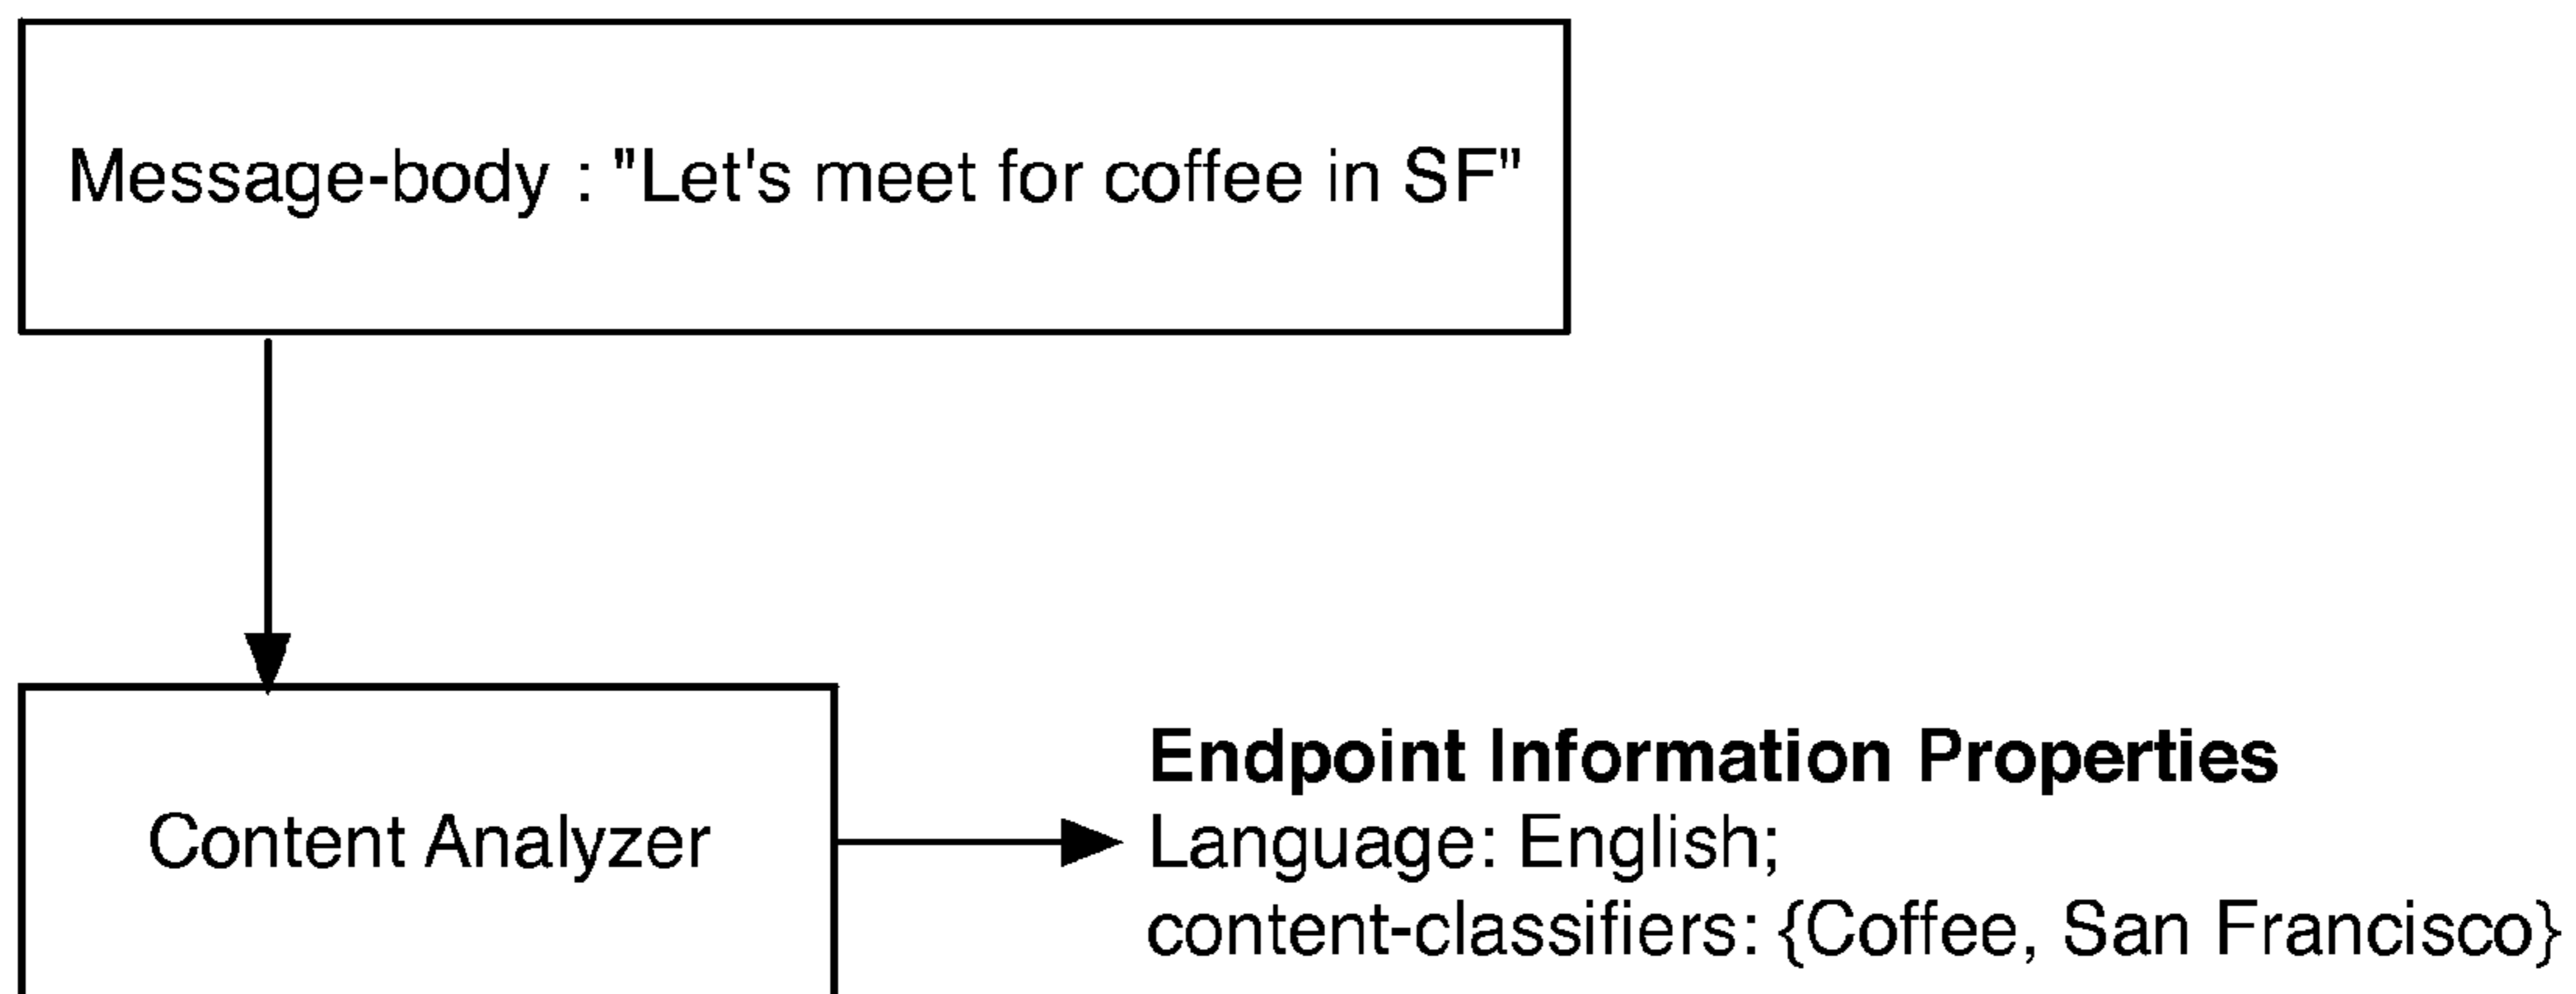 Message-body : "Let's meet for coffee in SF"
Endpoint Information Properties
Content Analyzer
Language: English;
content-classifiers: {Coffee, San Francisco}